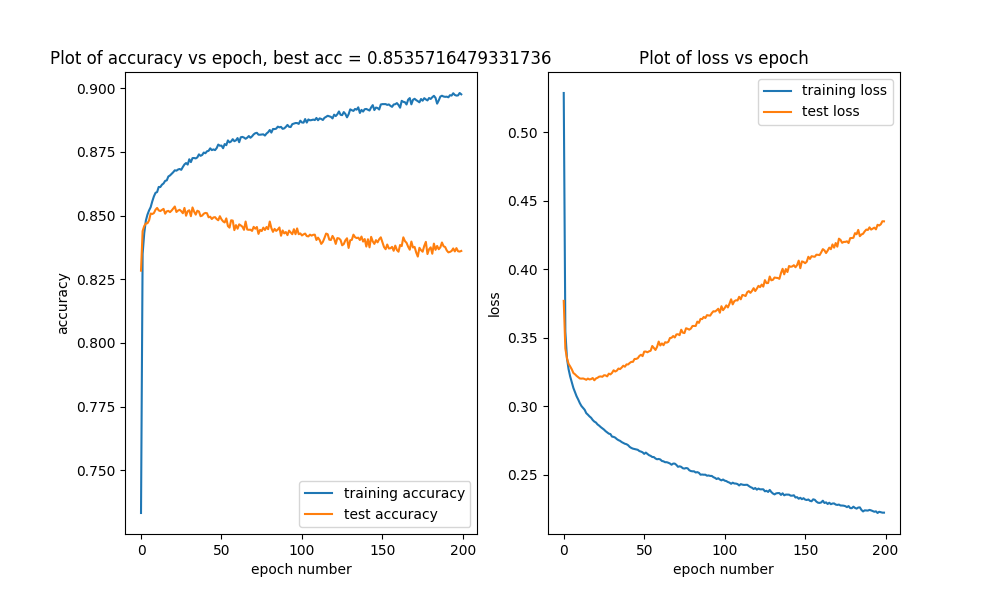 Plot of accuracy vs epoch, best acc = 0.8535716479331736
0.900
0.875
0.850
0.825
0.800
0.775
0.750
accuracy
training accuracy
test accuracy
0 50 100 150 200
epoch number
Plot of loss vs epoch
training loss
test loss
0.50
0.45
0.40
0.35
0.30
0.25
loss
0 50 100 150 200
epoch number